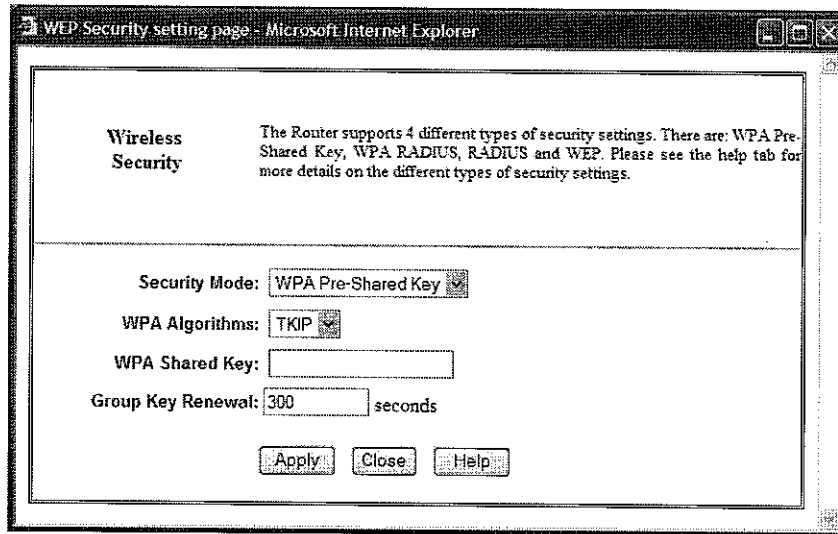 WEP Security setting page - Microsoft Internet Explorer
Wireless
Security
The Router supports 4 different types of security settings. There are: WPA Pre-
Shared Key, WPA RADIUS, RADIUS and WEP. Please see the help tab for
more details on the different types of security settings.
Security Mode: WPA Pre-Shared Key
WPA Algorithms: TKIP
WPA Shared Key:
Group Key Renewal: 300 seconds
Apply Close Help